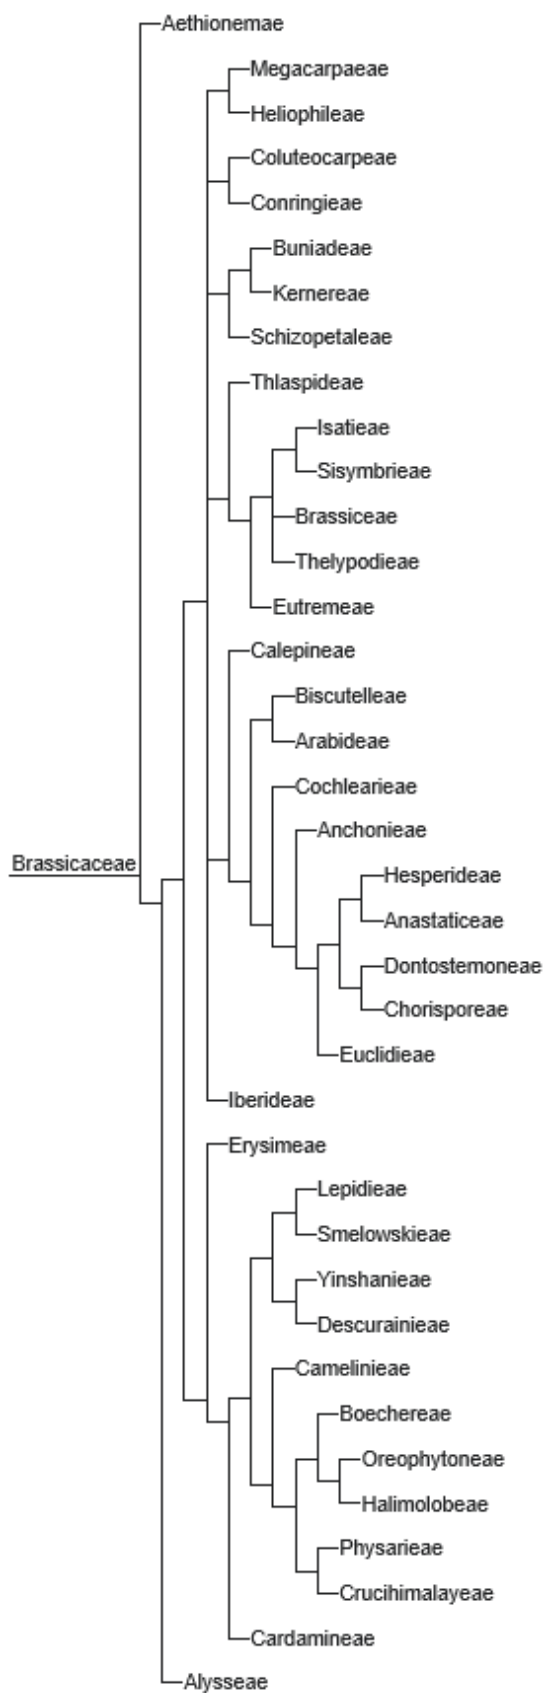 Aethionemae
Megacarpaeae
Heliophileae
Coluteocarpeae
Conringieae
Buniadeae
Kernereae
Schizopetaleae
Thlaspideae
Isatieae
Sisymbrieae
Brassiceae
Thelypodieae
Eutremeae
Calepineae
Biscutelleae
Arabideae
Cochlearieae
Anchonieae
Brassicaceae
Hesperideae
Anastaticeae
Dontostemoneae
Chorisporeae
Euclidieae
Iberideae
Erysimeae
Lepidieae
Smelowskieae
Yinshanieae
Descurainieae
Camelinieae
Boechereae
Oreophytoneae
Halimolobeae
Physarieae
Crucihimalayeae
Cardamineae
Alysseae